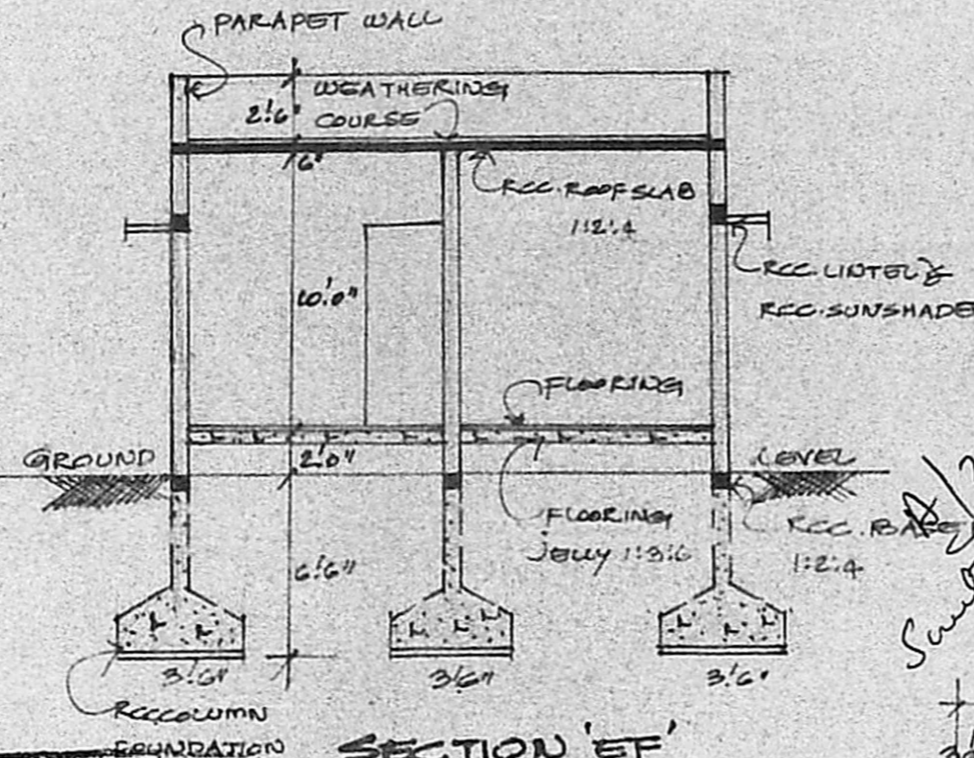 PARAPET WALL
WEATHERING
2'6" COURSE
6"
RCC. ROOF SLAB
1:2:4
10'0"
RCC. LINTEL &
RCC. SUNSHADE
FLOORING
GROUND
2'0"
LEVEL
FLOORING
JELLY 1:3:6
RCC.
1:2:4
6'6"
3'6" 3'6" 3'6"
RCC COLUMN
FOUNDATION
SECTION 'EF'